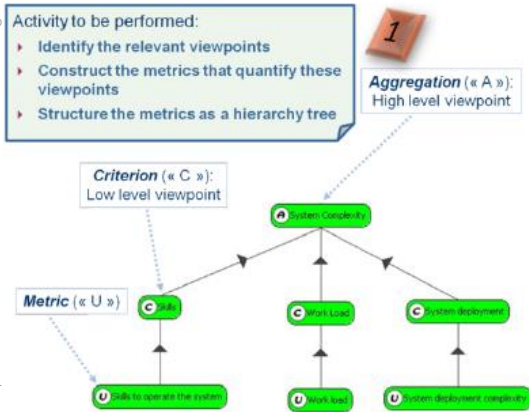 Activity to be performed:
Identify the relevant viewpoints
Construct the metrics that quantify these
viewpoints
Structure the metrics as a hierarchy tree
1
Aggregation (« A »):
High level viewpoint
Criterion (« C »):
Low level viewpoint
A System Complexity
Metric (« U »)
C Skills
C Work Load
C System deployment
U Skills to operate the system
U Work load
U System deployment complexity